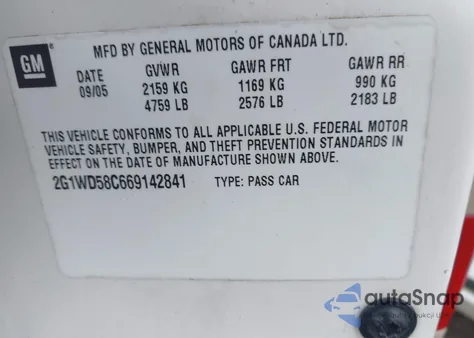 GM
MFD BY GENERAL MOTORS OF CANADA LTD.
DATE GVWR GAWR FRT GAWR RR
09/05 2159 KG 1169 KG 990 KG
4759 LB 2576 LB 2183 LB
THIS VEHICLE CONFORMS TO ALL APPLICABLE U.S. FEDERAL MOTOR
VEHICLE SAFETY, BUMPER, AND THEFT PREVENTION STANDARDS IN
EFFECT ON THE DATE OF MANUFACTURE SHOWN ABOVE.
2G1WD58C669142841 TYPE: PASS CAR
autoSnap